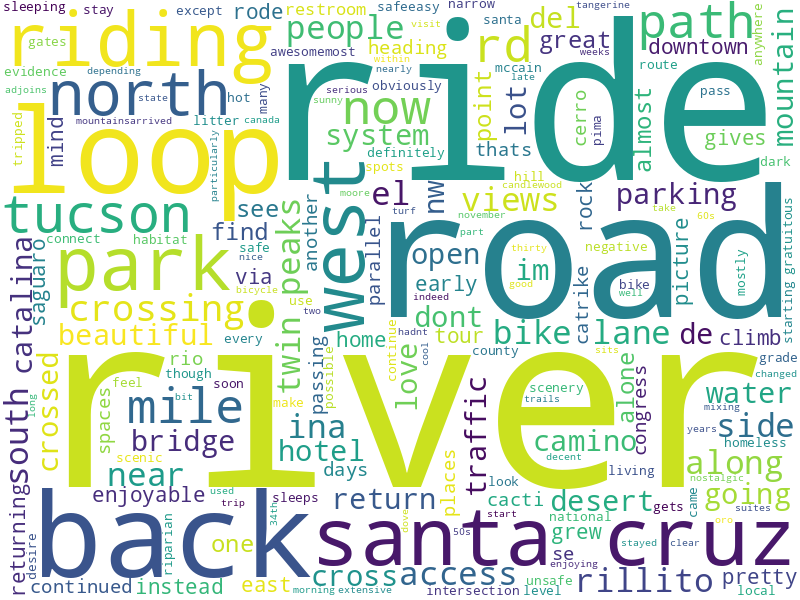 sleeping
stay
except
rode
restroom
safeeasy
narrow
santa
tangerine
gates
riding
people
del
visit
path
anywhere
evidence
awesomemost
heading
rd
great
weeks
downtown
adjoins
depending
within
mccain
route
ride
mountain
north
state
hot
serious
nearly
obviously
late
pass
mountainsarrived
many
now
point
lot
cerro
pima
almost
tripped
mind
litter
canada
sunny
system
thats
gives
loop
particularly
definitely
spots
hill
dark
west
moore
el
nw
candlewood
views
rock
parking
take
60s
tucson
see
peaks
another
turf
november
road
starting gratuitous
connect
habitat
find
parallel
part
open
thirty
im
negative
picture
mostly
catalina
saguaro
park
safe
nice
via
early
good
catrike
bike
well
bicycle
use
indeed
crossing
two
dont
bike lane
de
climb
beautiful
every
twin
home
hadnt
tour
county
sits
grade
crossed
rio
passing
possible
continue
love
cool
river
though
soon
feel
make
scenery
trails
alone
congress
changed
water
long
south
spaces
mile
bit
ina
traffic
decent
mixing
side
bridge
scenic
hotel
camino
years
homeless
near
days
places
living
along
returning
enjoyable
used
sleeps
return
look
cacti
desert
nostalgic
came
gets
going
trip
34th
start
national
suites
desire
back
riparian
one
dove
50s
santa cruz
grew
stayed
clear
oro
se
enjoying
continued
instead
east
cross
access
unsafe
rillito
pretty
morning
extensive
intersection
level
local